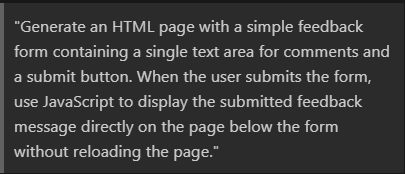 "Generate an HTML page with a simple feedback
form containing a single text area for comments and
a submit button. When the user submits the form,
use JavaScript to display the submitted feedback
message directly on the page below the form
without reloading the page."